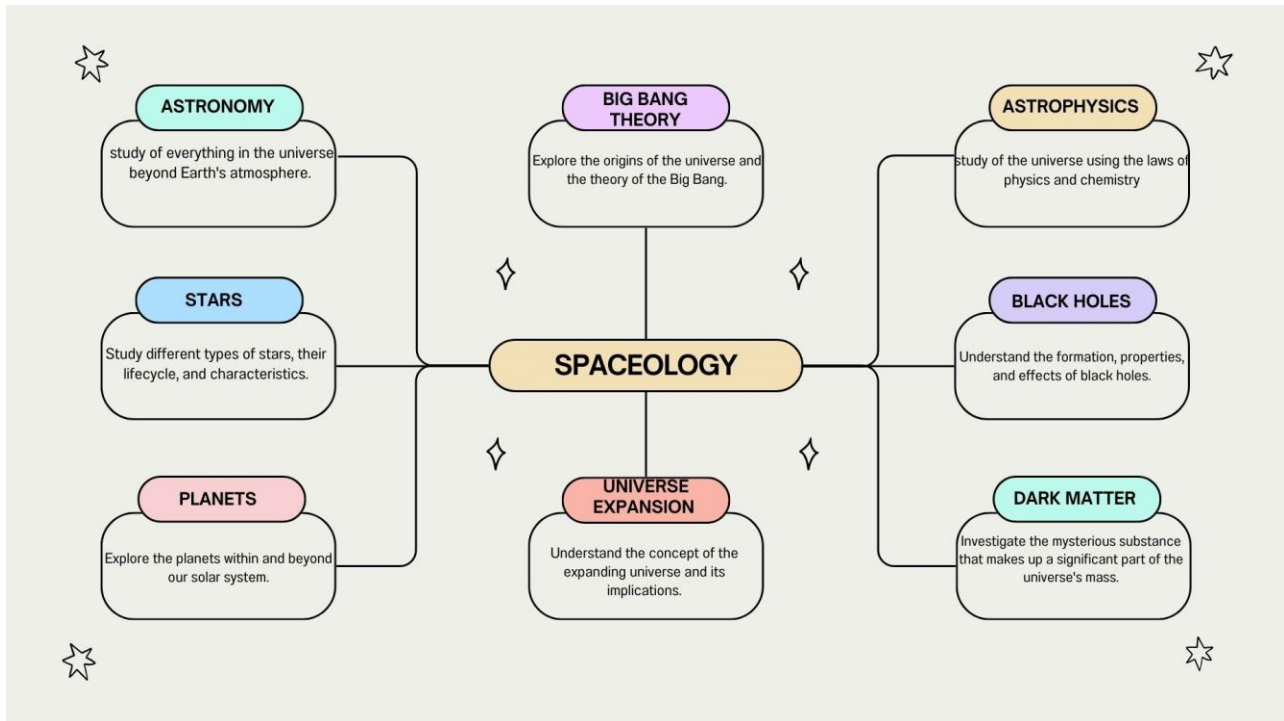 ASTRONOMY
study of everything in the universe
beyond Earth's atmosphere.
BIG BANG
THEORY
Explore the origins of the universe and
the theory of the Big Bang.
ASTROPHYSICS
study of the universe using the laws of
physics and chemistry
STARS
Study different types of stars, their
lifecycle, and characteristics.
SPACEOLOGY
BLACK HOLES
Understand the formation, properties,
and effects of black holes.
PLANETS
Explore the planets within and beyond
our solar system.
UNIVERSE
EXPANSION
Understand the concept of the
expanding universe and its
implications.
DARK MATTER
Investigate the mysterious substance
that makes up a significant part of the
universe's mass.